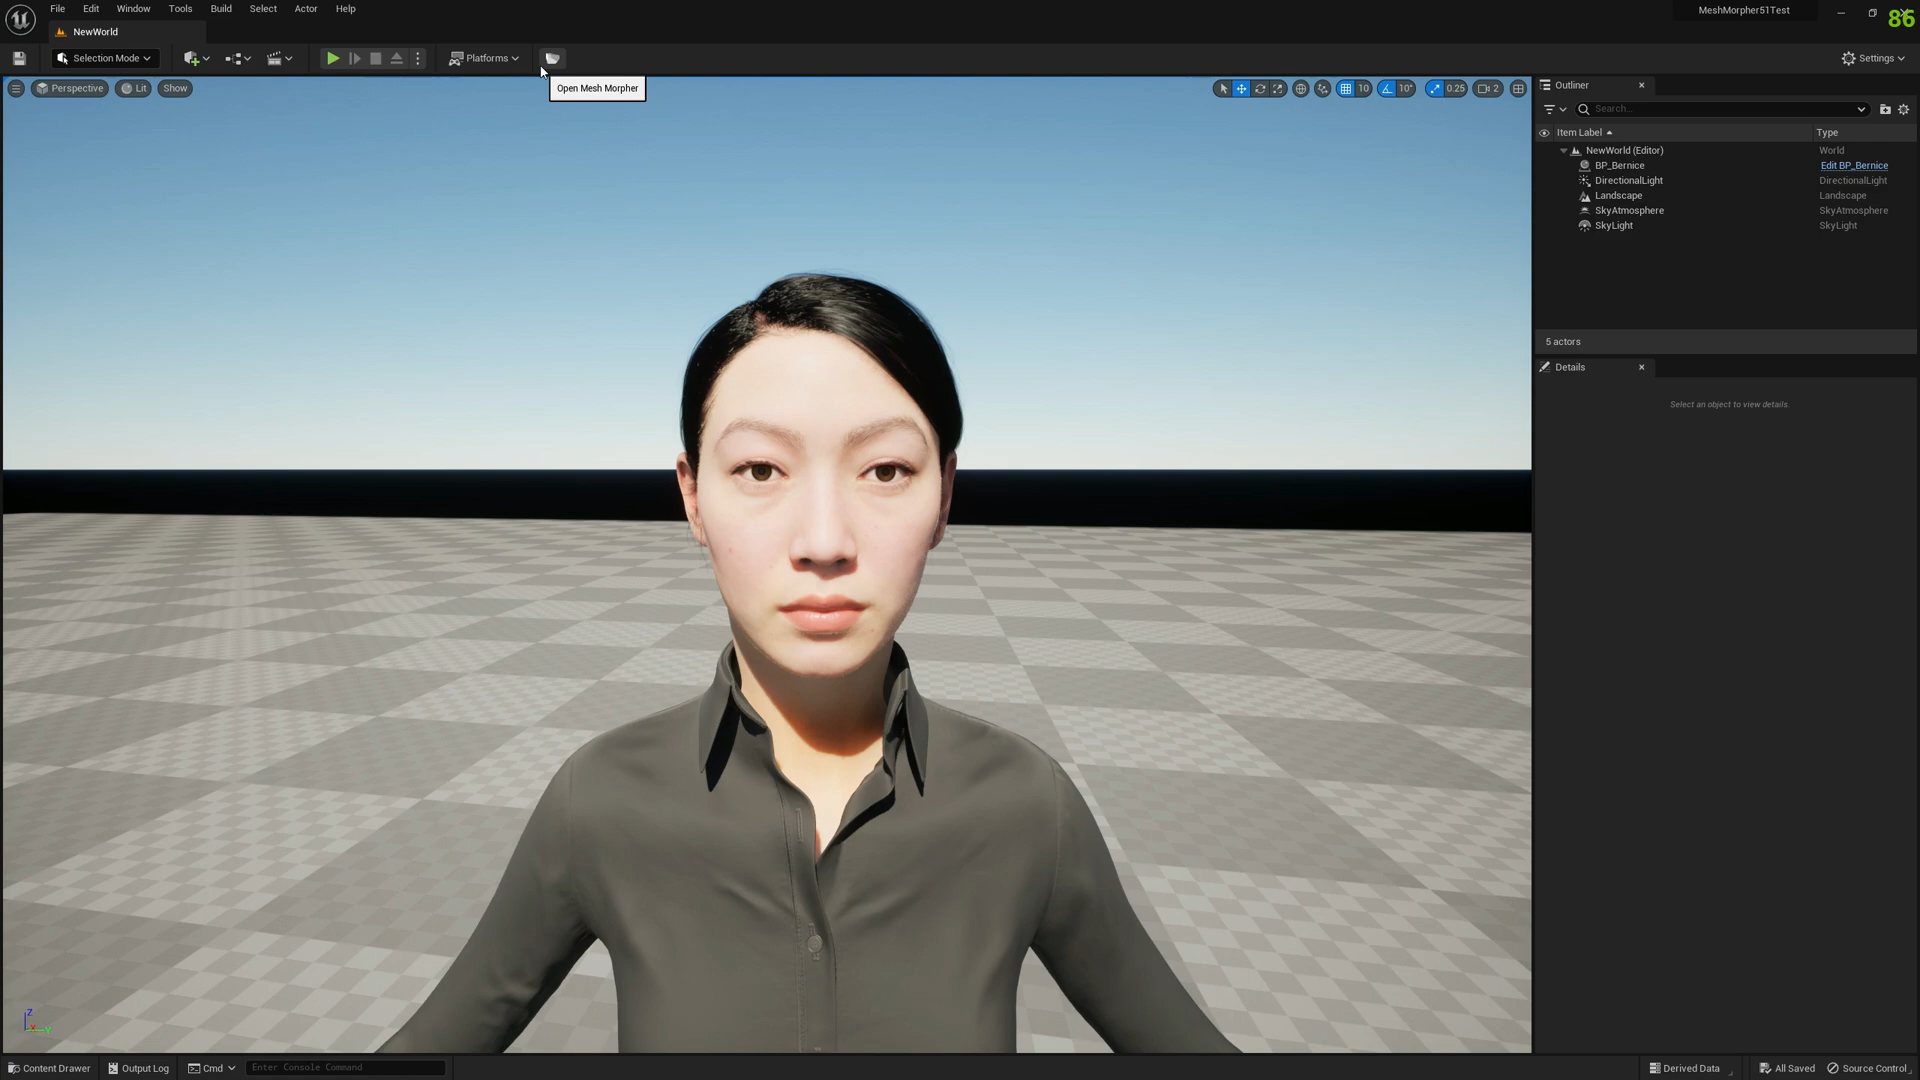 File Edit Window Tools Build Select Actor Help
MeshMorpher51Test
86
NewWorld
Selection Mode
Platforms
Settings
Open Mesh Morpher
Perspective Lit Show
10 10° 0.25 2
Outliner
Search...
Item Label Type
NewWorld (Editor) World
BP_Bernice Edit BP_Bernice
DirectionalLight DirectionalLight
Landscape Landscape
SkyAtmosphere SkyAtmosphere
SkyLight SkyLight
5 actors
Details
Select an object to view details.
Z
X Y
Content Drawer Output Log Cmd Enter Console Command
Derived Data All Saved Source Control